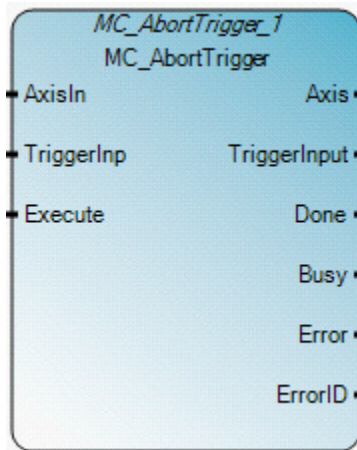 MC_AbortTrigger_1
MC_AbortTrigger
AxisIn Axis
TriggerInp TriggerInput
Execute Done
Busy
Error
ErrorID